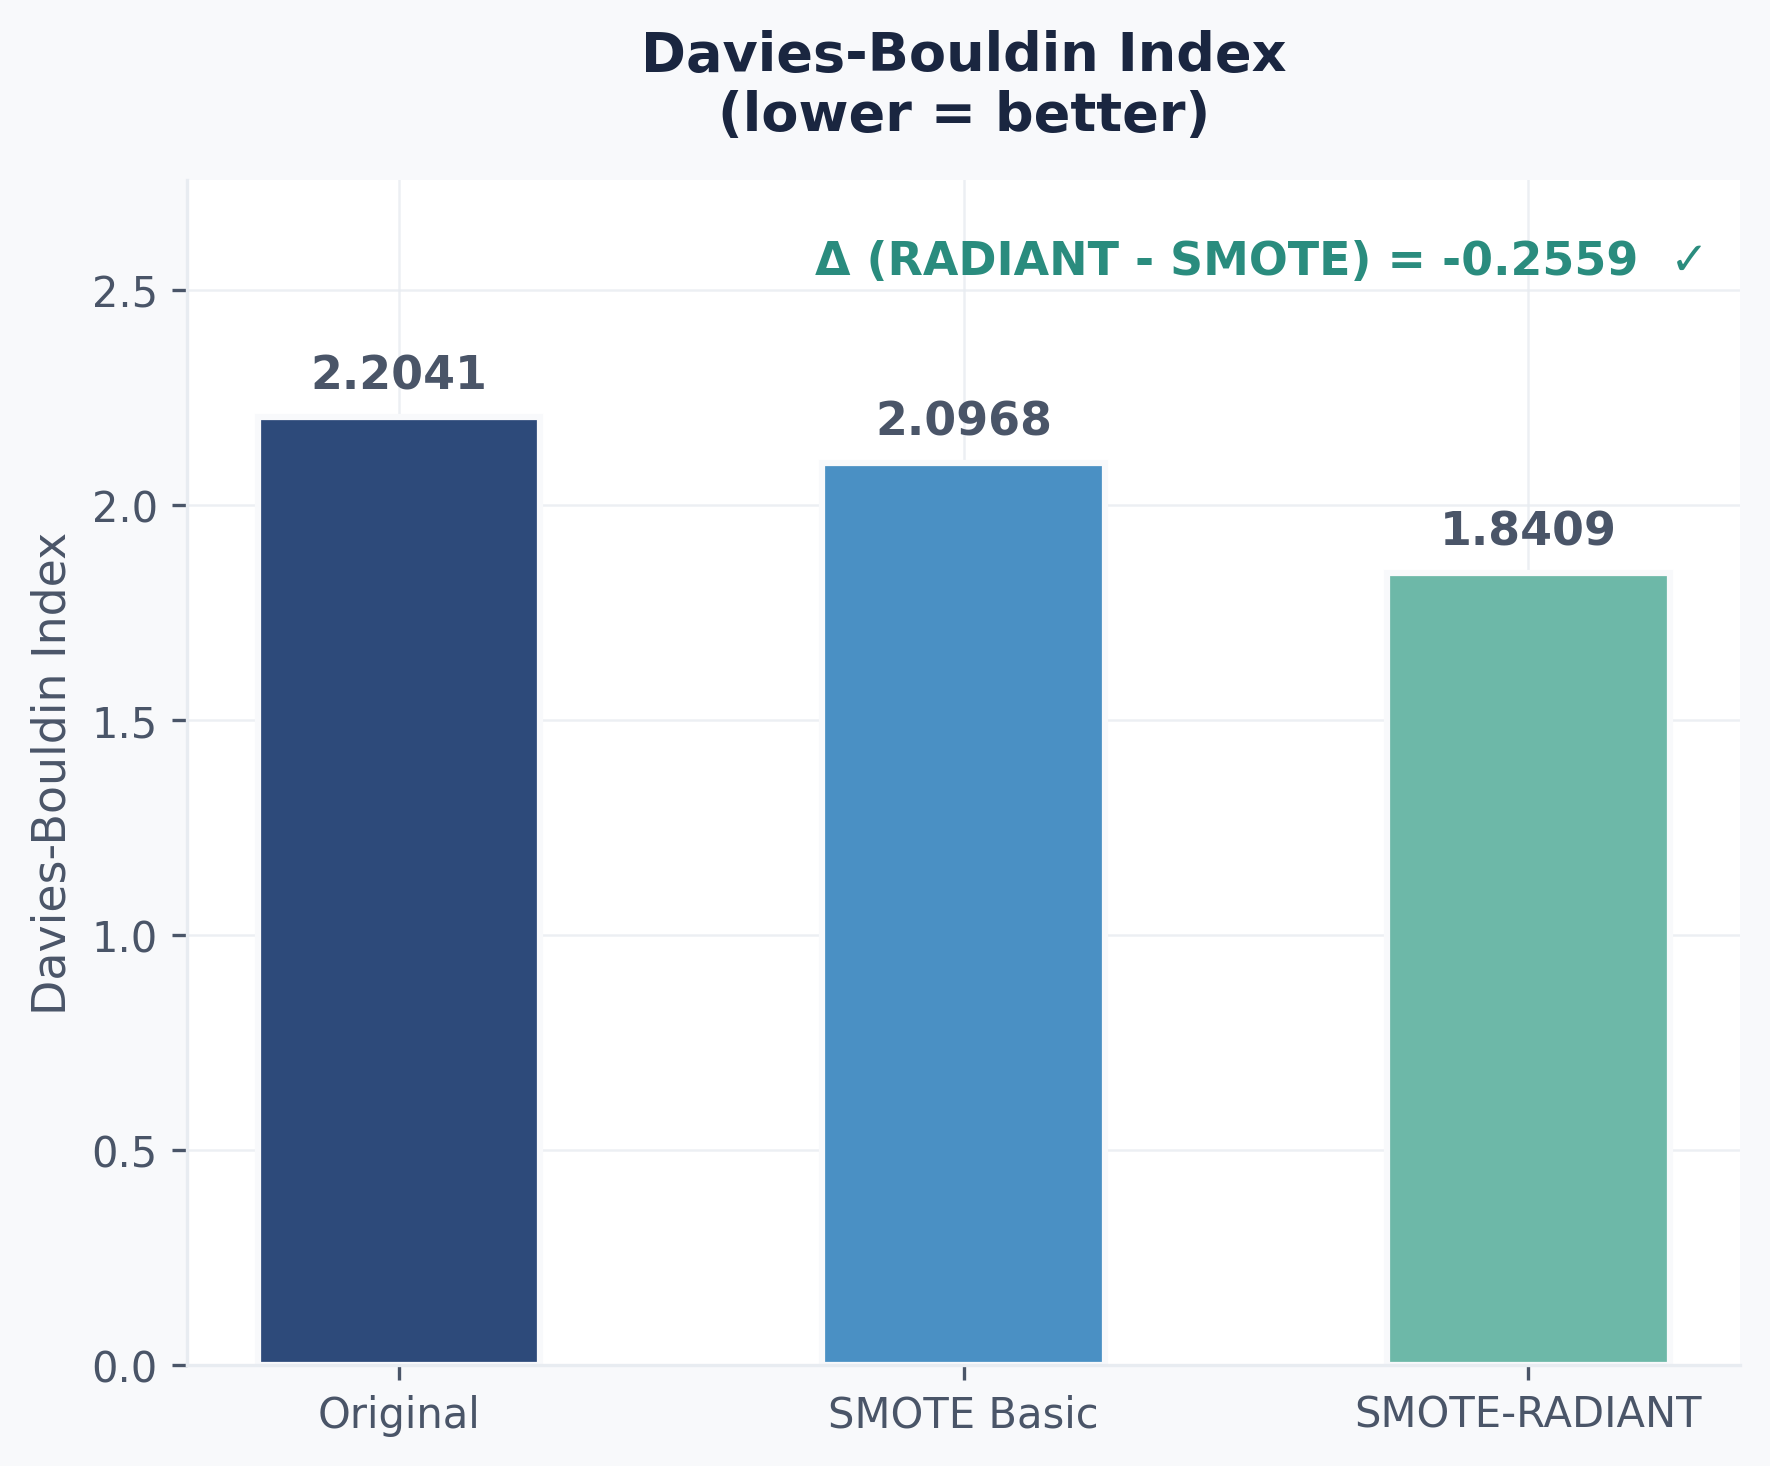 Davies-Bouldin Index
(lower = better)
Δ (RADIANT - SMOTE) = -0.2559 ✓
2.5
2.2041
2.0968
2.0
1.8409
1.5
1.0
0.5
0.0
Davies-Bouldin Index
Original
SMOTE Basic
SMOTE-RADIANT